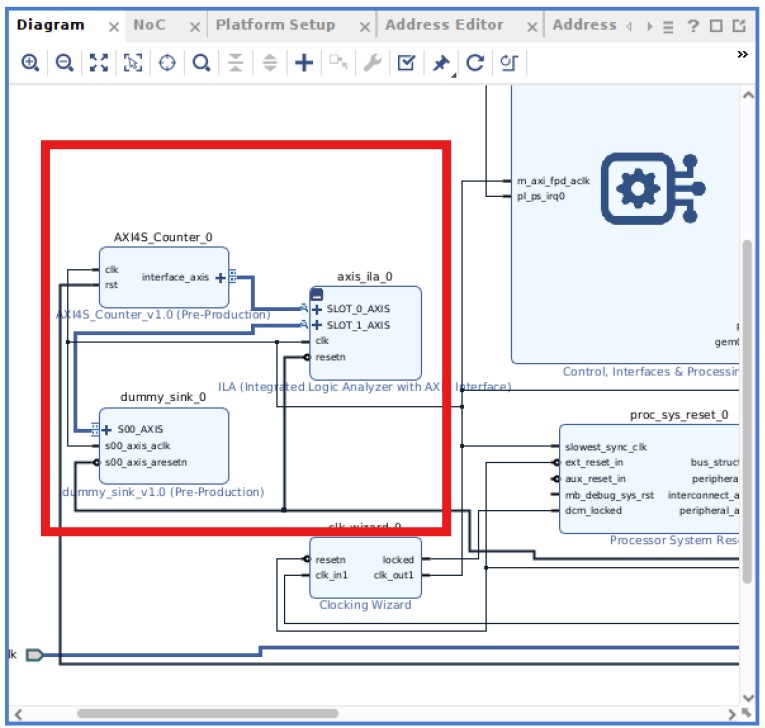 Diagram × NoC × Platform Setup × Address Editor × Address
AXI4S_Counter_0
clk
rst
interface_axis
AXI4S_Counter_v1.0 (Pre-Production)
axis_ila_0
SLOT_0_AXIS
SLOT_1_AXIS
clk
resetn
ILA (Integrated Logic Analyzer with AX Interface)
dummy_sink_0
S00_AXIS
s00_axis_aclk
s00_axis_aresetn
dummy_sink_v1.0 (Pre-Production)
m_axi_fpd_aclk
pl_ps_irq0
gem0
Control, Interfaces & Processin
proc_sys_reset_0
slowest_sync_clk
ext_reset_in
aux_reset_in
mb_debug_sys_rst
dcm_locked
bus_struct
periphera
interconnect_a
peripheral_a
Processor System Res
clk_wizard_0
resetn
clk_in1
locked
clk_out1
Clocking Wizard
lk